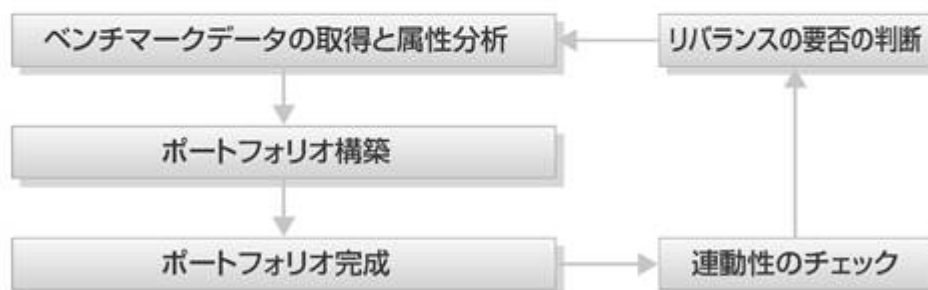 ベンチマークデータの取得と属性分析
リバランスの要否の判断
ポートフォリオ構築
ポートフォリオ完成
連動性のチェック